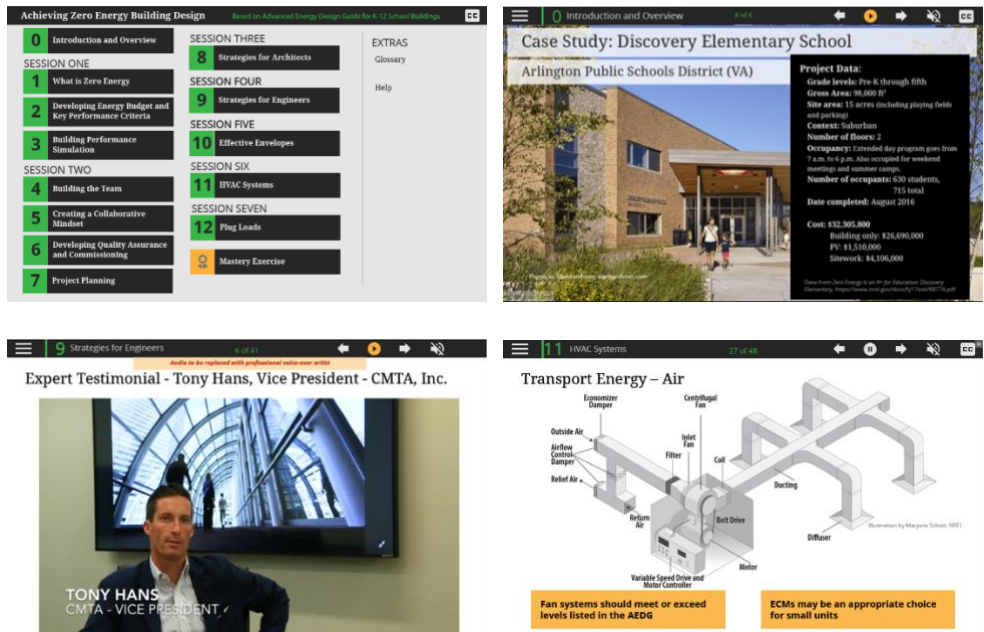 Achieving Zero Energy Building Design
Based on Advanced Energy Design Guide for K-12 School Buildings
CC
0 Introduction and Overview
SESSION ONE
1 What is Zero Energy
2 Developing Energy Budget and
Key Performance Criteria
3 Building Performance
Simulation
SESSION TWO
4 Building the Team
5 Creating a Collaborative
Mindset
6 Developing Quality Assurance
and Commissioning
7 Project Planning
SESSION THREE
8 Strategies for Architects
SESSION FOUR
9 Strategies for Engineers
SESSION FIVE
10 Effective Envelopes
SESSION SIX
11 HVAC Systems
SESSION SEVEN
12 Plug Loads
Mastery Exercise
EXTRAS
Glossary
Help
0 Introduction and Overview
6 of 6
CC
Case Study: Discovery Elementary School
Arlington Public Schools District (VA)
Project Data:
Grade levels: Pre-K through fifth
Gross Area: 98,000 ft²
Site area: 15 acres (including playing fields
and parking)
Context: Suburban
Number of floors: 2
Occupancy: Extended day program goes from
7 a.m. to 6 p.m. Also occupied for weekend
meetings and summer camps.
Number of occupants: 630 students,
715 total
Date completed: August 2016
Cost: $32,305,800
Building only: $26,690,000
PV: $1,510,000
Sitework: $4,106,000
Data from Zero Energy Is an A+ for Education: Discovery
9 Strategies for Engineers
6 of 41
Audio to be replaced with professional voice-over artist
Expert Testimonial - Tony Hans, Vice President - CMTA, Inc.
TONY HANS
CMTA - VICE PRESIDENT
11 HVAC Systems
27 of 48
CC
Transport Energy – Air
Economizer
Damper
Centrifugal
Fan
Outside Air
Airflow
Control
Damper
Relief Air
Inlet
Fan
Filter
Coil
Return
Air
Belt Drive
Ducting
Diffuser
Motor
Variable Speed Drive and
Motor Controller
Fan systems should meet or exceed
levels listed in the AEDG
ECMs may be an appropriate choice
for small units